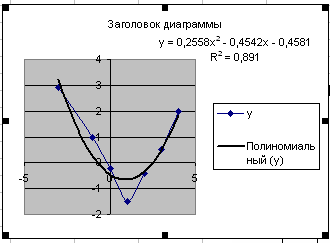 Заголовок диаграммы
y = 0,2558x² - 0,4542x - 0,4581
R² = 0,891
4
3
2
1
0
-1
-2
-5
0
5
y
Полиномиаль
ный (y)